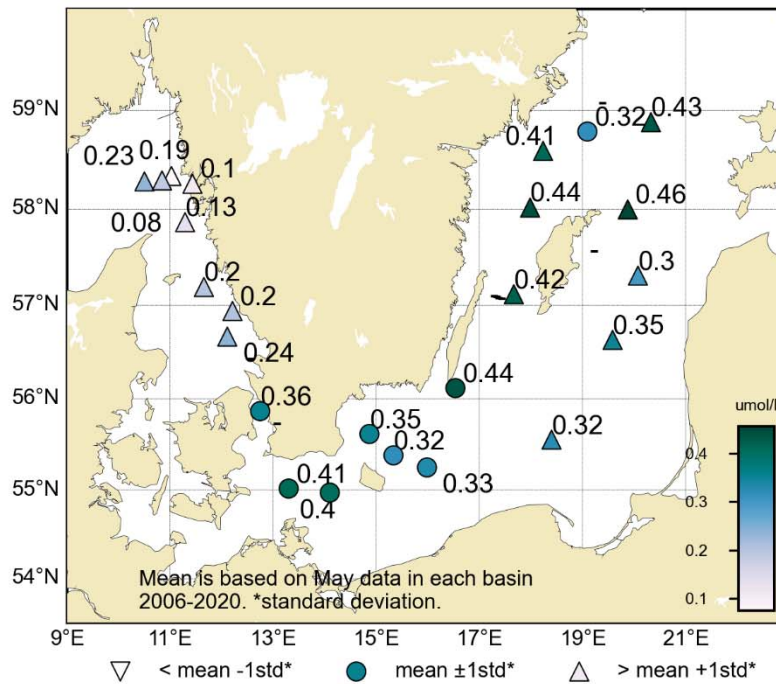 59°N
0.43
0.32
0.41
0.23
0.19
0.1
58°N
0.44
0.46
0.13
0.08
0.2
0.3
57°N
0.42
0.2
0.35
0.24
56°N
0.44
0.36
0.35
0.32
0.32
0.33
umol/l
0.4
0.3
0.2
0.1
55°N
0.41
0.4
54°N
Mean is based on May data in each basin
2006-2020. *standard deviation.
9°E 11°E 13°E 15°E 17°E 19°E 21°E
< mean -1std* mean ±1std* > mean +1std*